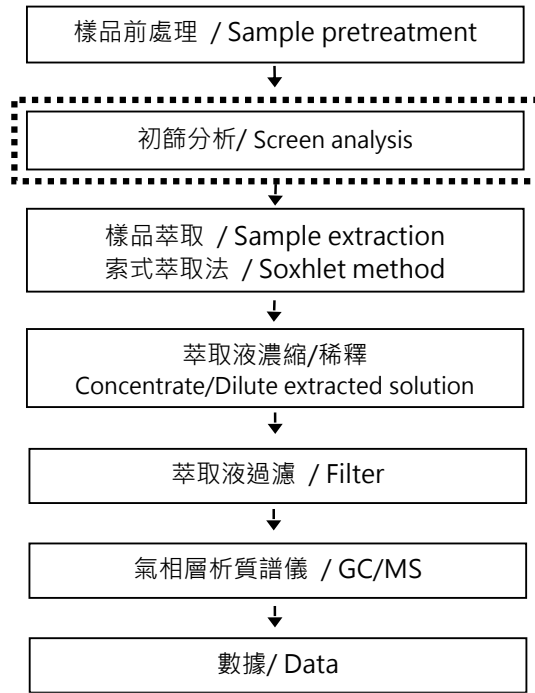 樣品前處理 / Sample pretreatment
初篩分析/ Screen analysis
樣品萃取 / Sample extraction
索式萃取法 / Soxhlet method
萃取液濃縮/稀釋
Concentrate/Dilute extracted solution
萃取液過濾 / Filter
氣相層析質譜儀 / GC/MS
數據/ Data